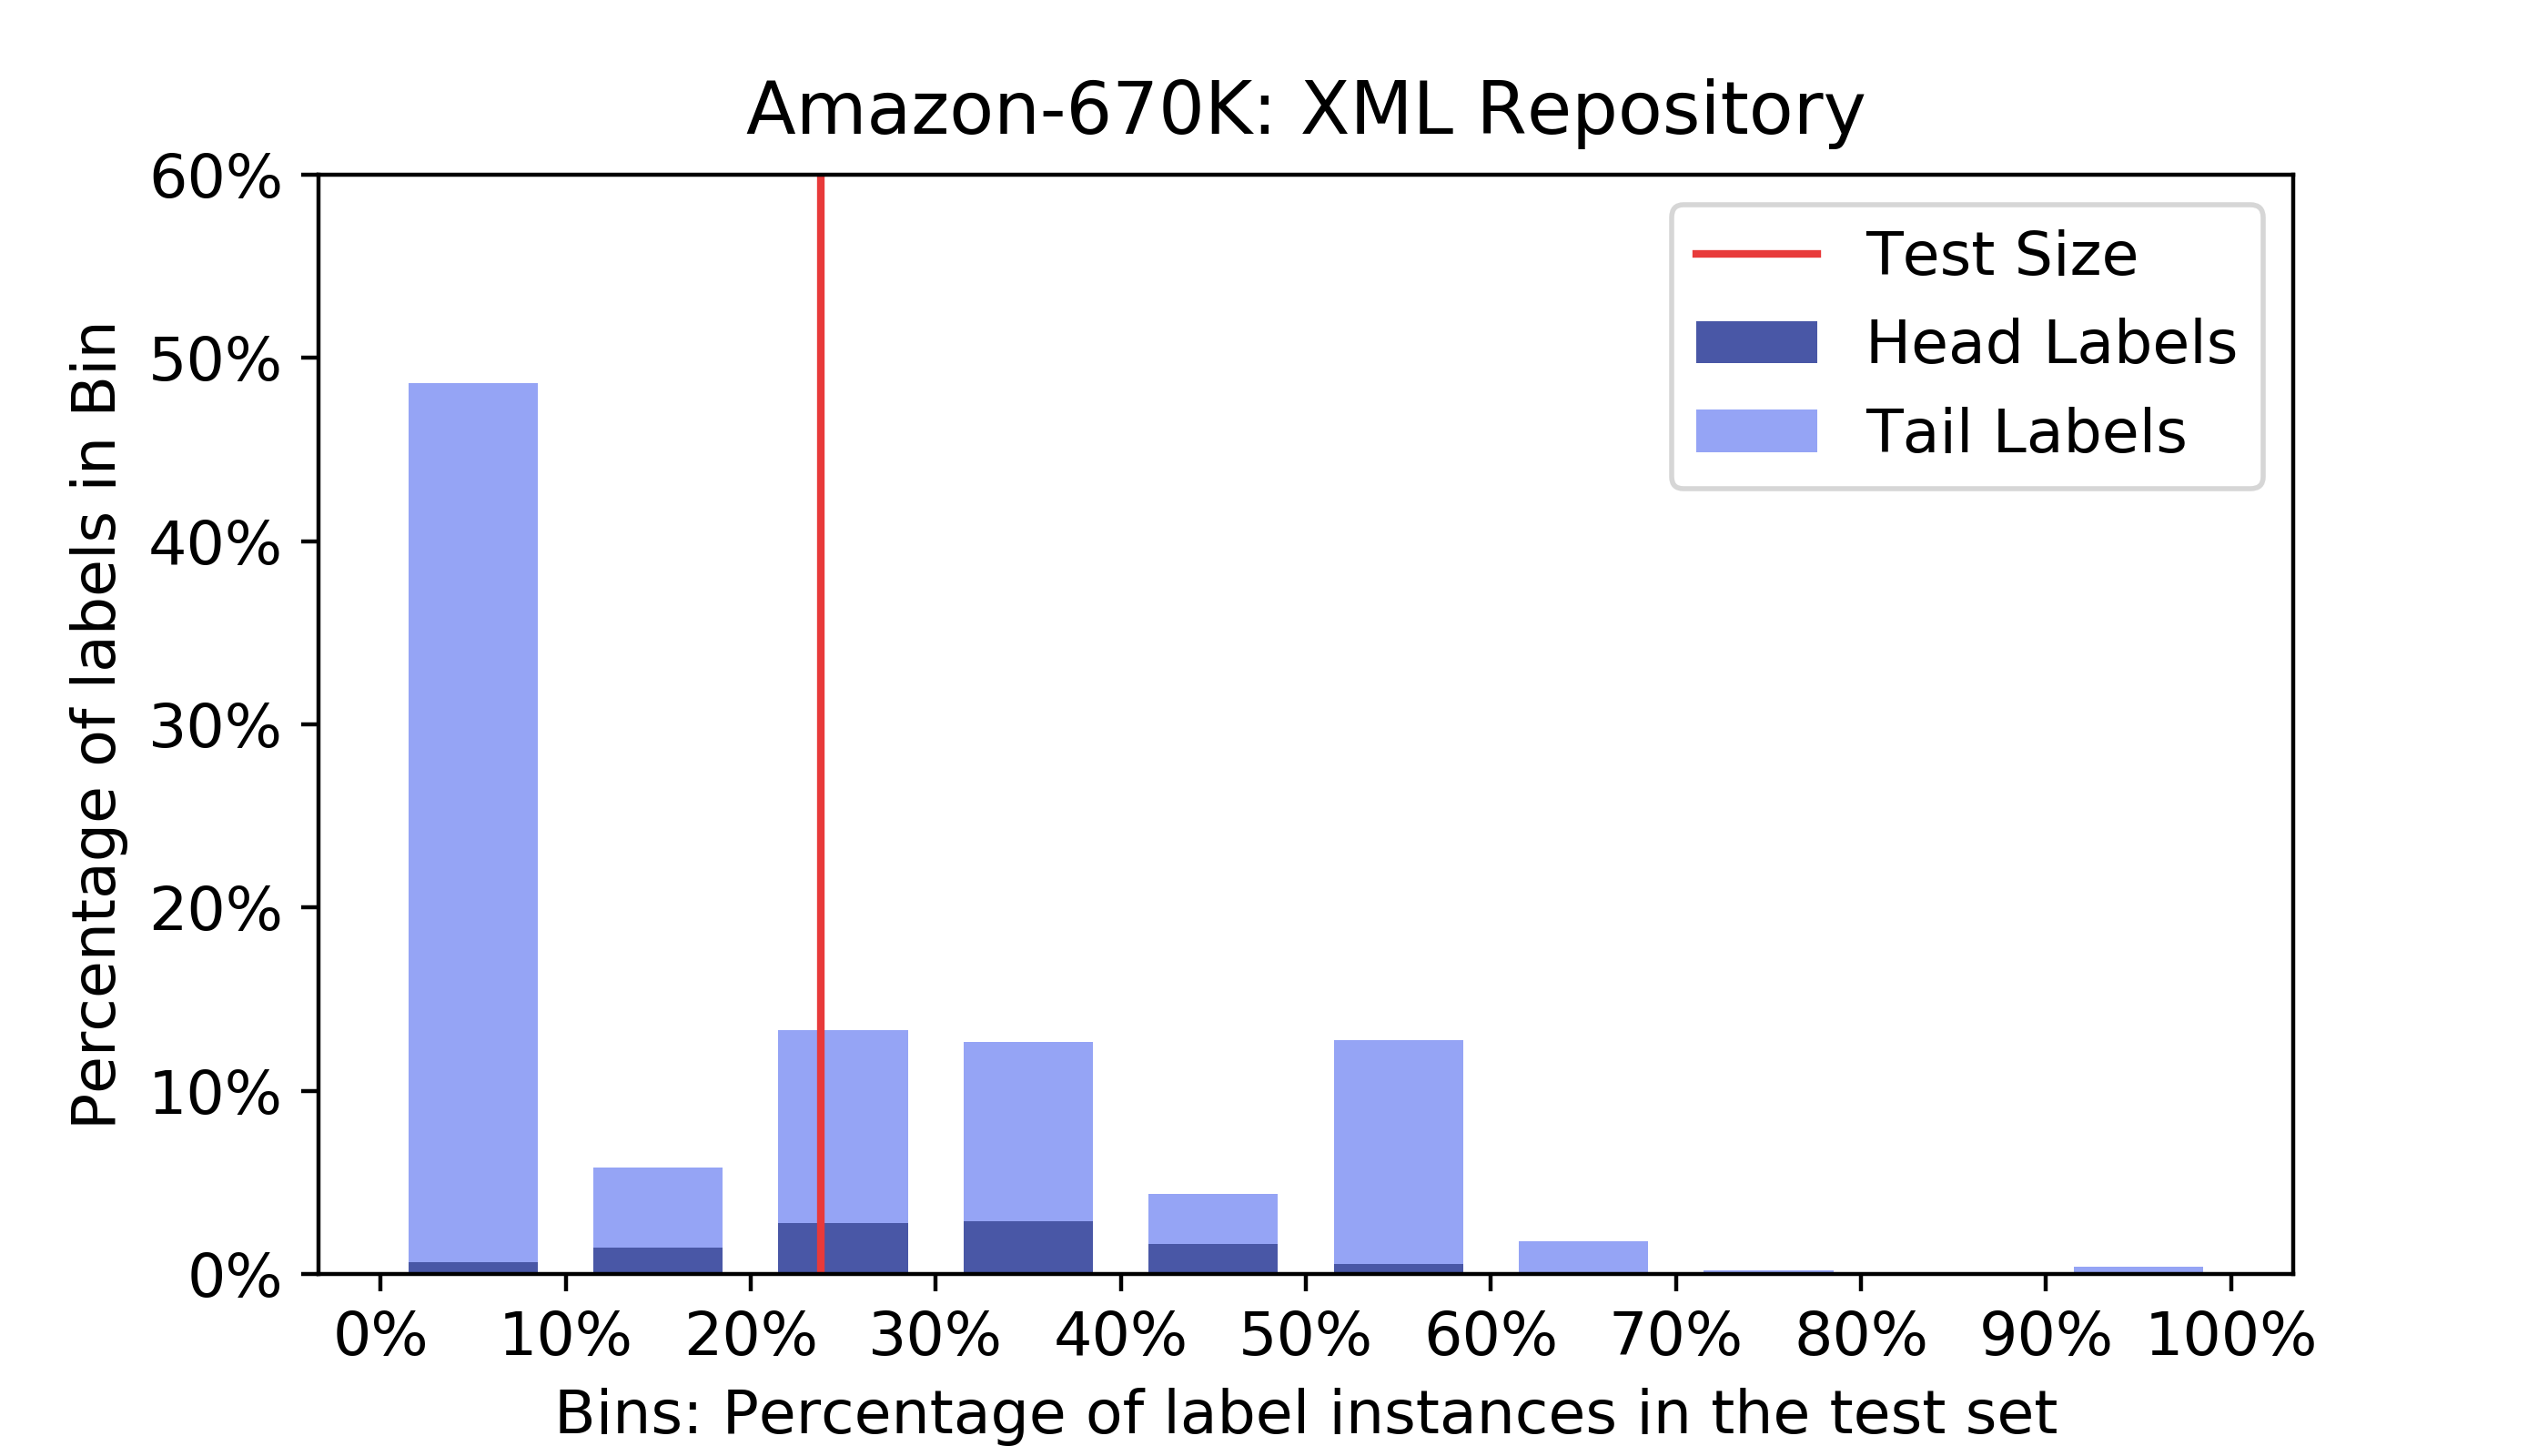 Amazon-670K: XML Repository
60%
50%
40%
30%
20%
10%
0%
Percentage of labels in Bin
Test Size
Head Labels
Tail Labels
0% 10% 20% 30% 40% 50% 60% 70% 80% 90% 100%
Bins: Percentage of label instances in the test set